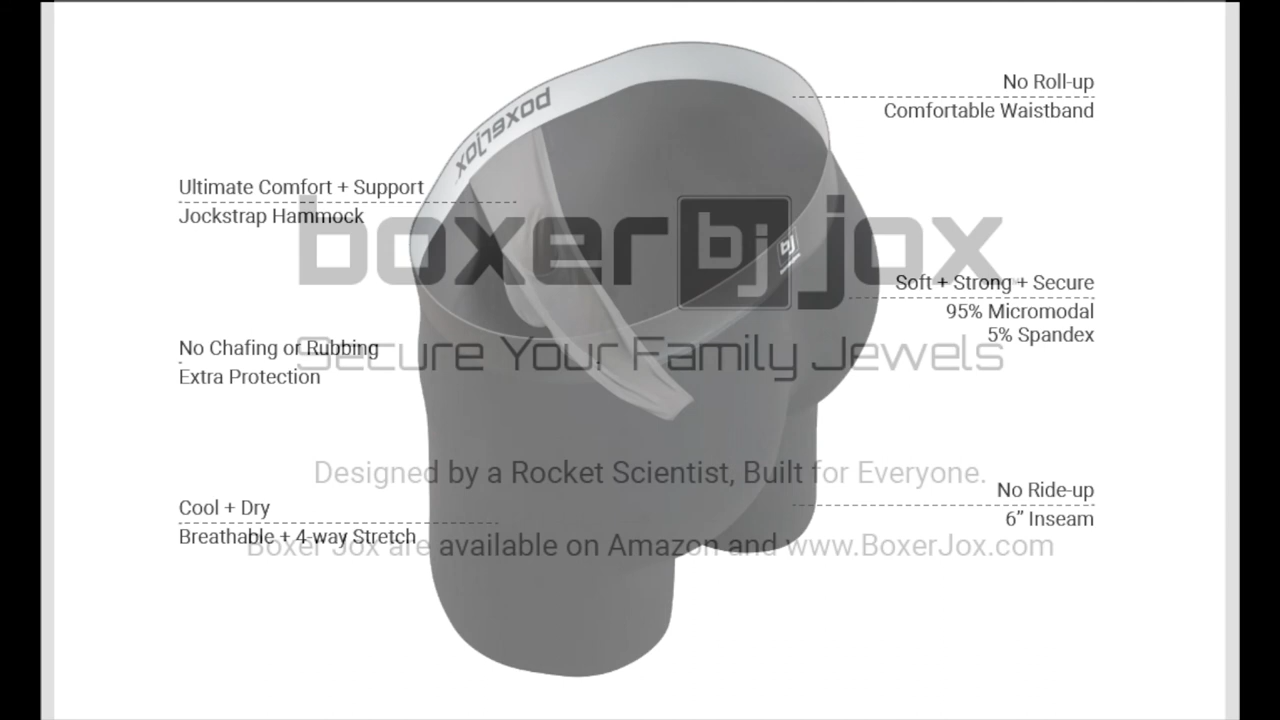 No Roll-up
Comfortable Waistband
boxerjox
Ultimate Comfort + Support
Jockstrap Hammock
boxer bj jox
bj
Soft + Strong + Secure
95% Micromodal
5% Spandex
No Chafing or Rubbing
Extra Protection
Secure Your Family Jewels
Designed by a Rocket Scientist, Built for Everyone.
No Ride-up
6” Inseam
Cool + Dry
Breathable + 4-way Stretch
Boxer Jox are available on Amazon and www.BoxerJox.com